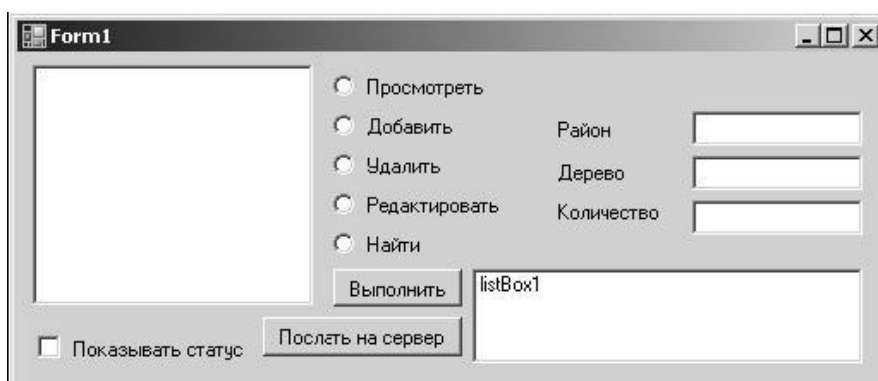 Form1
Просмотреть
Добавить
Удалить
Редактировать
Найти
Район
Дерево
Количество
Выполнить
listBox1
Показывать статус
Послать на сервер